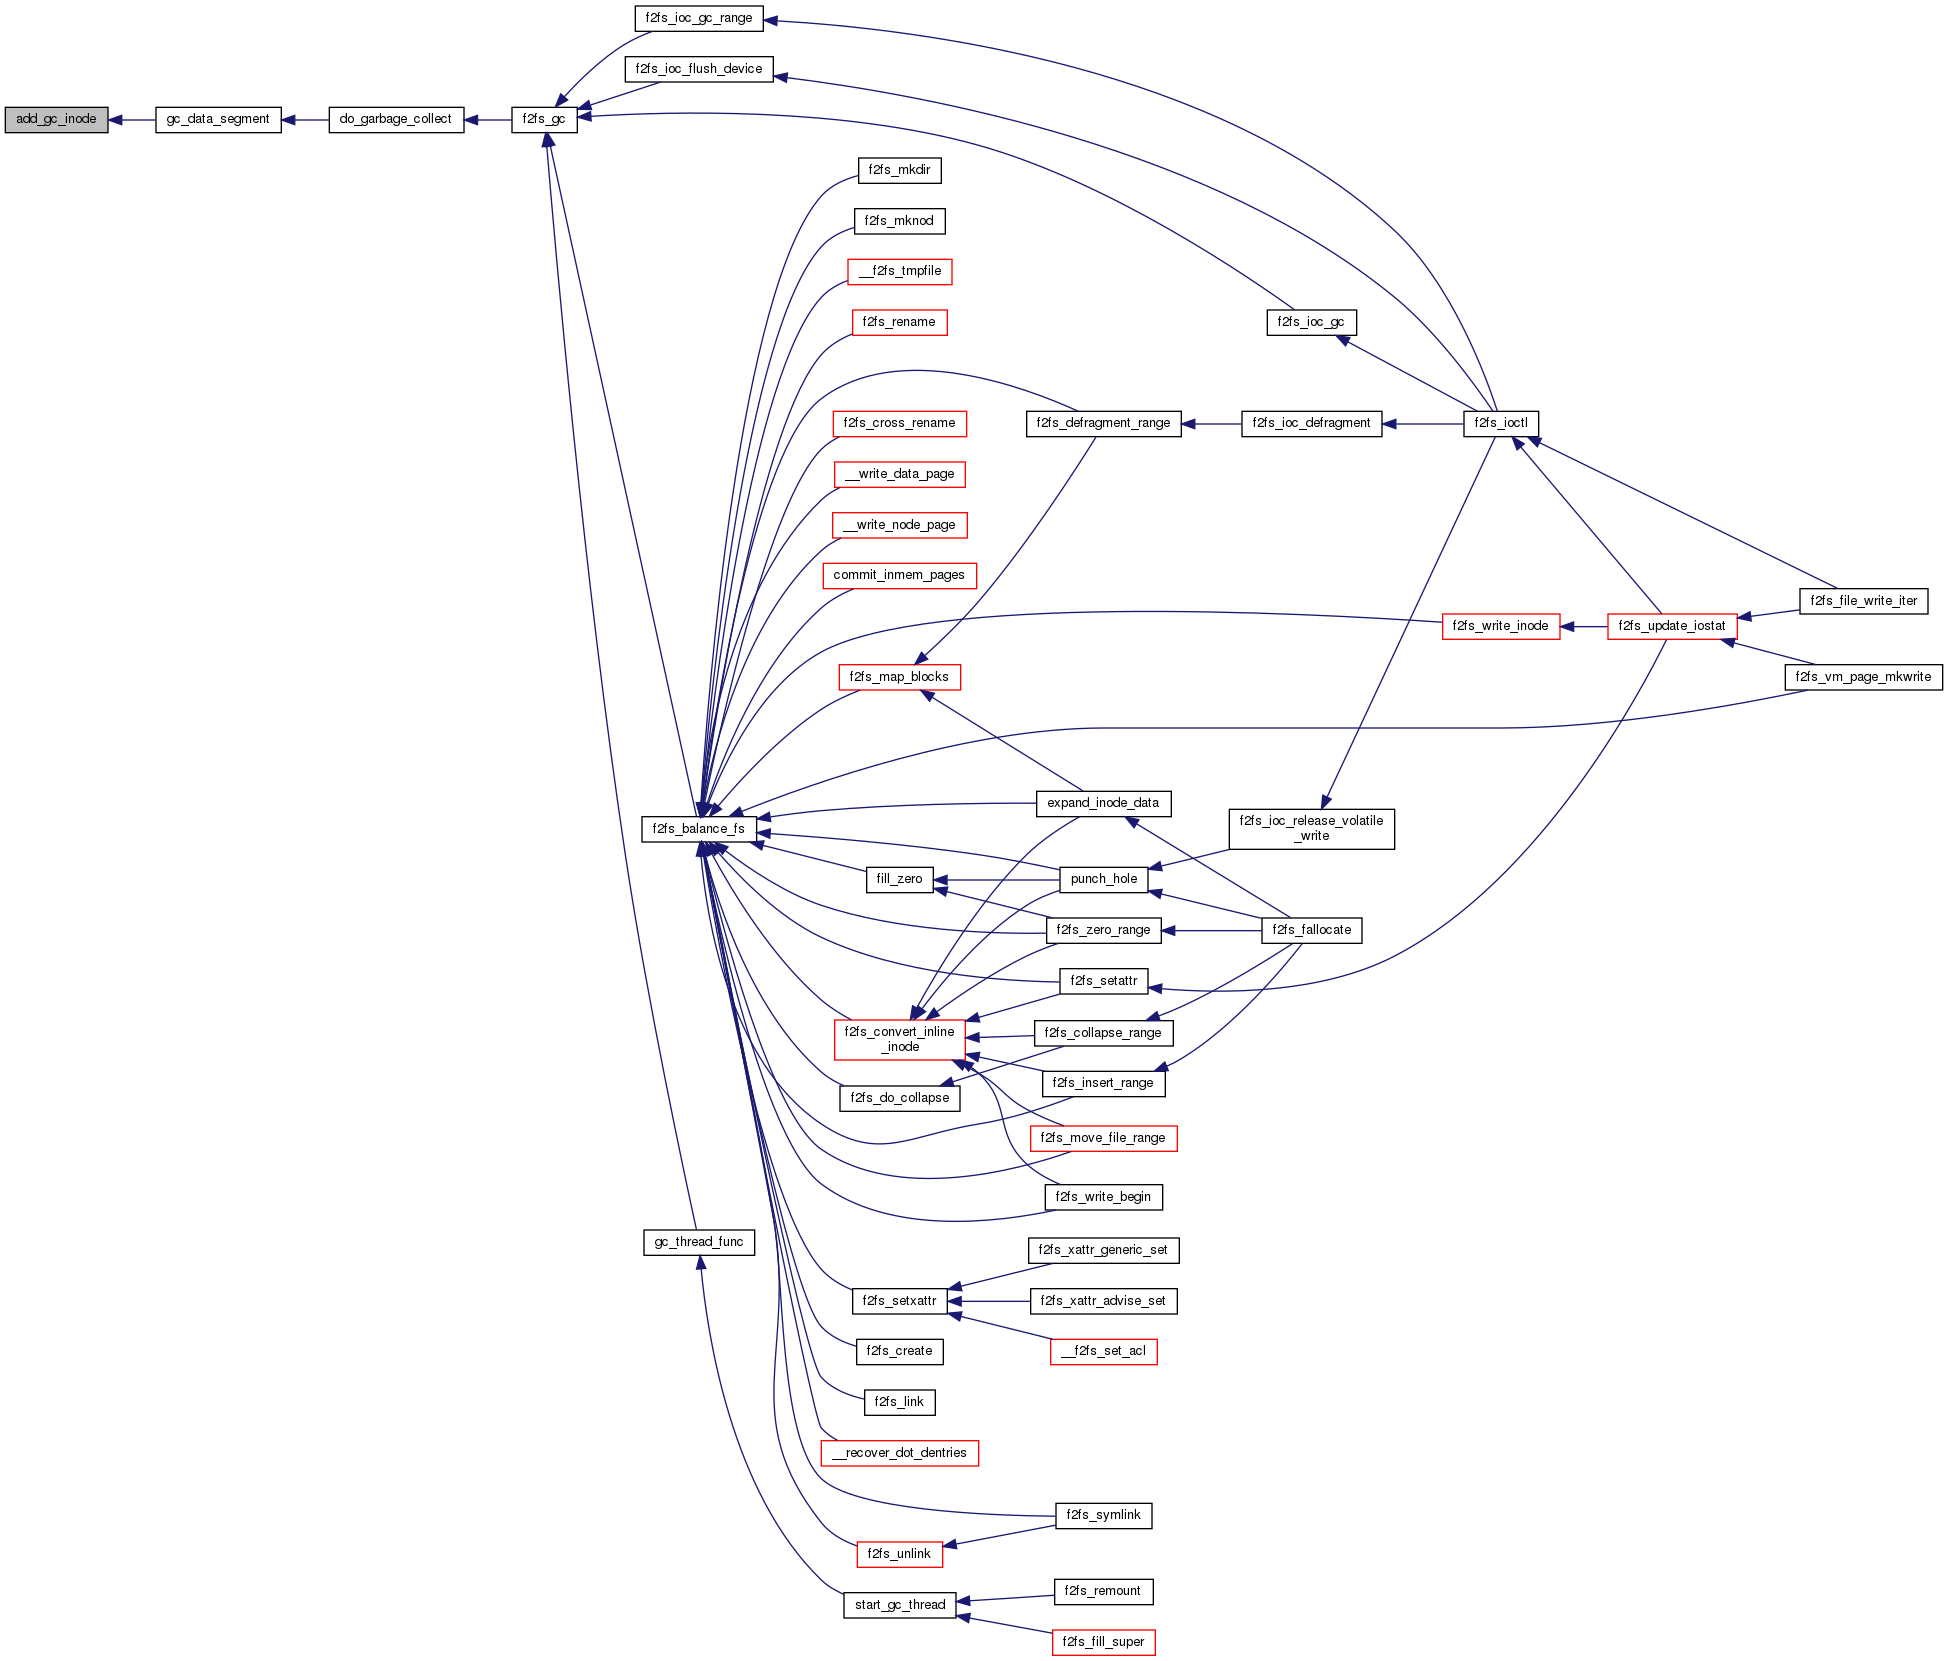 f2fs_ioc_gc_range
f2fs_ioc_flush_device
add_gc_inode
gc_data_segment
do_garbage_collect
f2fs_gc
f2fs_mkdir
f2fs_mknod
__f2fs_tmpfile
f2fs_rename
f2fs_ioc_gc
f2fs_cross_rename
f2fs_defragment_range
f2fs_ioc_defragment
f2fs_ioctl
__write_data_page
__write_node_page
commit_inmem_pages
f2fs_file_write_iter
f2fs_write_inode
f2fs_update_iostat
f2fs_map_blocks
f2fs_vm_page_mkwrite
expand_inode_data
f2fs_balance_fs
f2fs_ioc_release_volatile
_write
fill_zero
punch_hole
f2fs_zero_range
f2fs_fallocate
f2fs_setattr
f2fs_convert_inline
_inode
f2fs_collapse_range
f2fs_insert_range
f2fs_do_collapse
f2fs_move_file_range
f2fs_write_begin
gc_thread_func
f2fs_xattr_generic_set
f2fs_setxattr
f2fs_xattr_advise_set
f2fs_create
__f2fs_set_acl
f2fs_link
__recover_dot_dentries
f2fs_symlink
f2fs_unlink
f2fs_remount
start_gc_thread
f2fs_fill_super